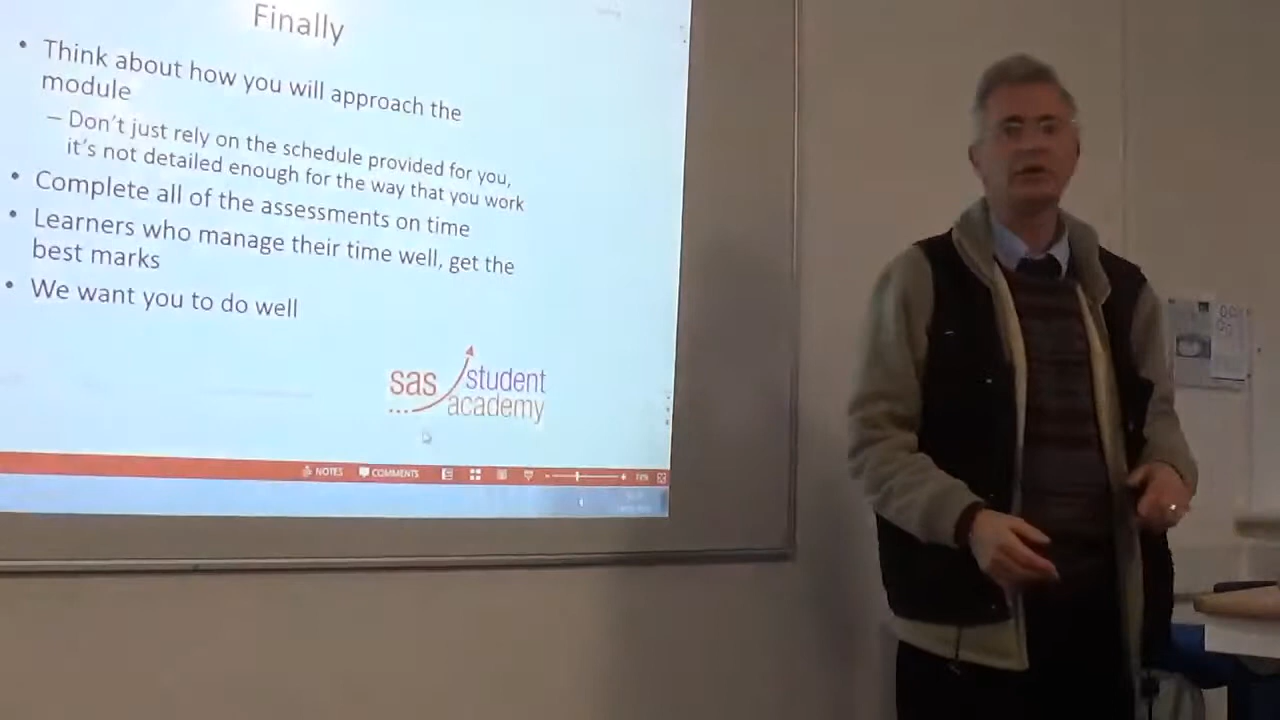 Finally
• Think about how you will approach the
module
– Don't just rely on the schedule provided for you,
it's not detailed enough for the way that you work
• Complete all of the assessments on time
• Learners who manage their time well, get the
best marks
• We want you to do well
sas student
academy
NOTES COMMENTS